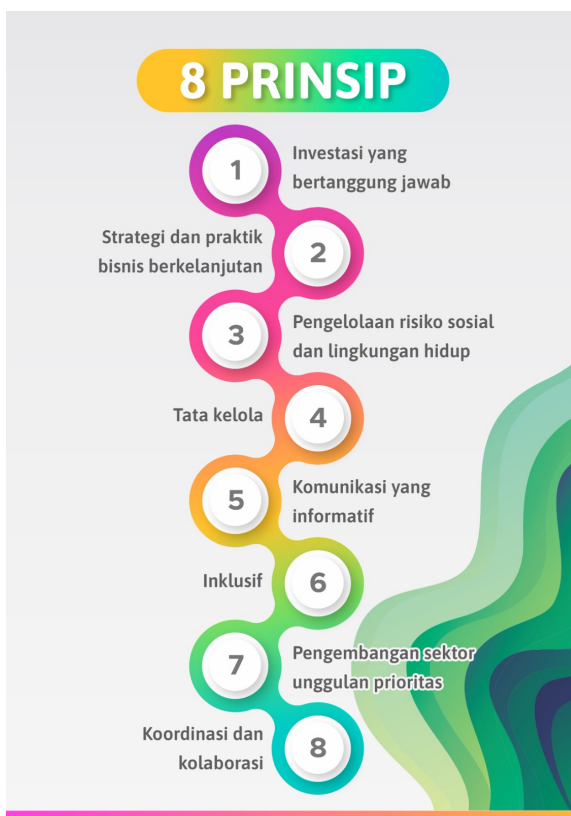 8 PRINSIP
1
Investasi yang
bertanggung jawab
Strategi dan praktik
bisnis berkelanjutan
2
3
Pengelolaan risiko sosial
dan lingkungan hidup
Tata kelola
4
5
Komunikasi yang
informatif
Inklusif
6
7
Pengembangan sektor
unggulan prioritas
Koordinasi dan
kolaborasi
8